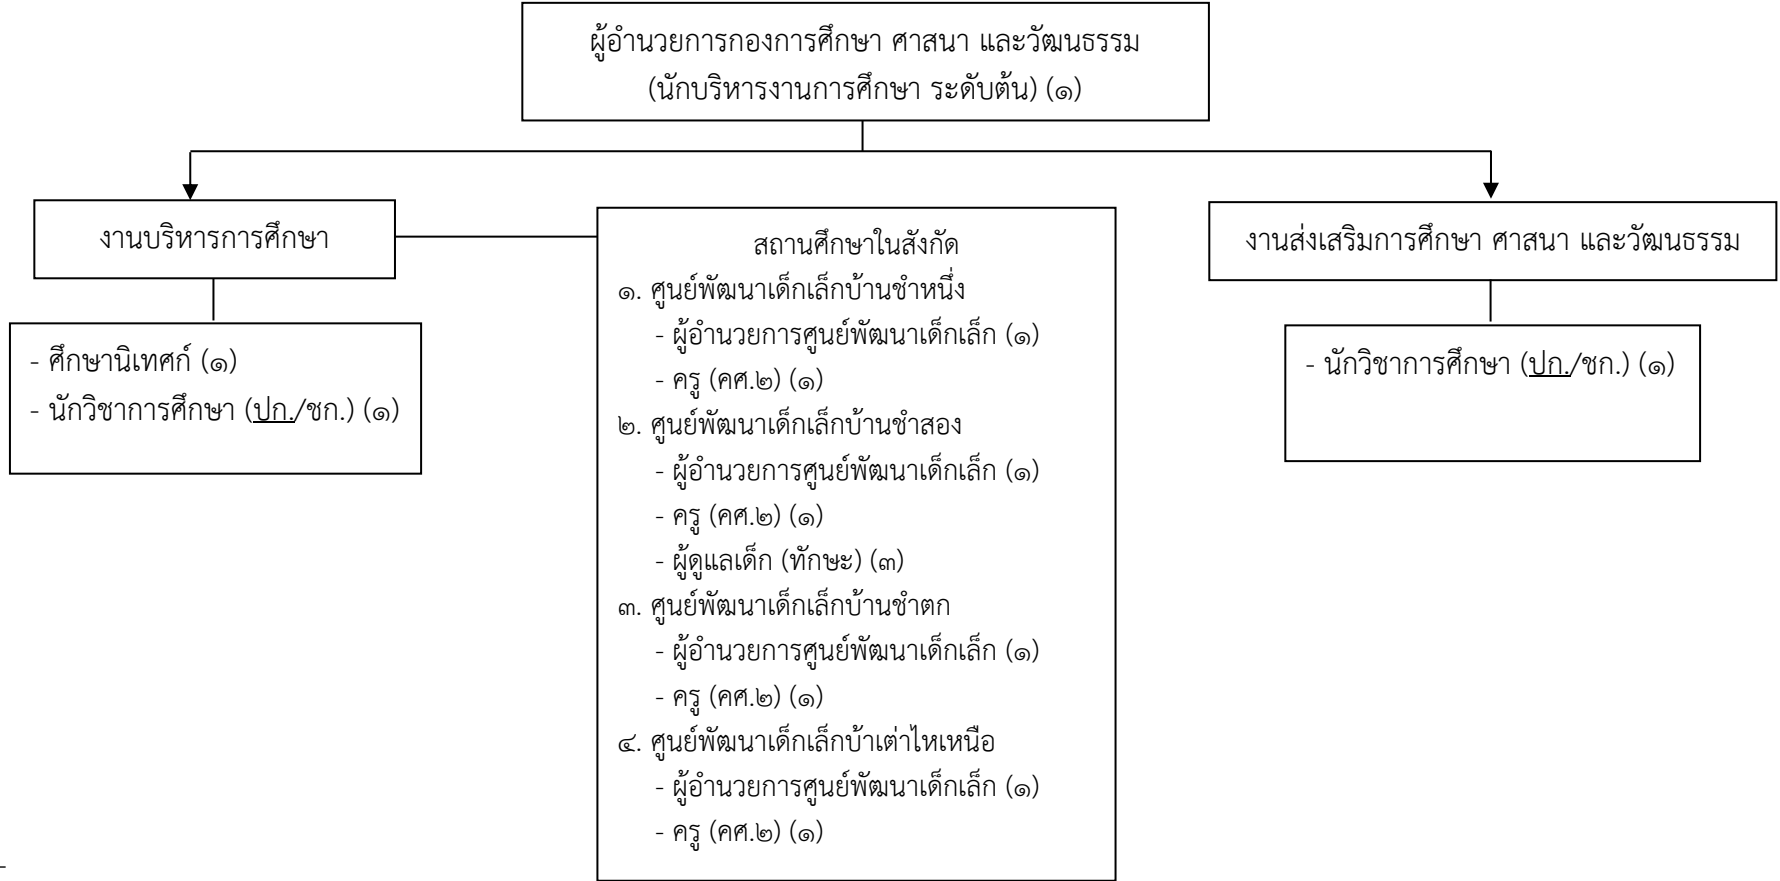 ผู้อำนวยการกองการศึกษา ศาสนา และวัฒนธรรม
(นักบริหารงานการศึกษา ระดับต้น) (๑)
งานบริหารการศึกษา
- ศึกษานิเทศก์ (๑)
- นักวิชาการศึกษา (ปก./ชก.) (๑)
สถานศึกษาในสังกัด
๑. ศูนย์พัฒนาเด็กเล็กบ้านชำหนึ่ง
- ผู้อำนวยการศูนย์พัฒนาเด็กเล็ก (๑)
- ครู (คศ.๒) (๑)
๒. ศูนย์พัฒนาเด็กเล็กบ้านชำสอง
- ผู้อำนวยการศูนย์พัฒนาเด็กเล็ก (๑)
- ครู (คศ.๒) (๑)
- ผู้ดูแลเด็ก (ทักษะ) (๓)
๓. ศูนย์พัฒนาเด็กเล็กบ้านชำตก
- ผู้อำนวยการศูนย์พัฒนาเด็กเล็ก (๑)
- ครู (คศ.๒) (๑)
๔. ศูนย์พัฒนาเด็กเล็กบ้าเต่าไหเหนือ
- ผู้อำนวยการศูนย์พัฒนาเด็กเล็ก (๑)
- ครู (คศ.๒) (๑)
งานส่งเสริมการศึกษา ศาสนา และวัฒนธรรม
- นักวิชาการศึกษา (ปก./ชก.) (๑)